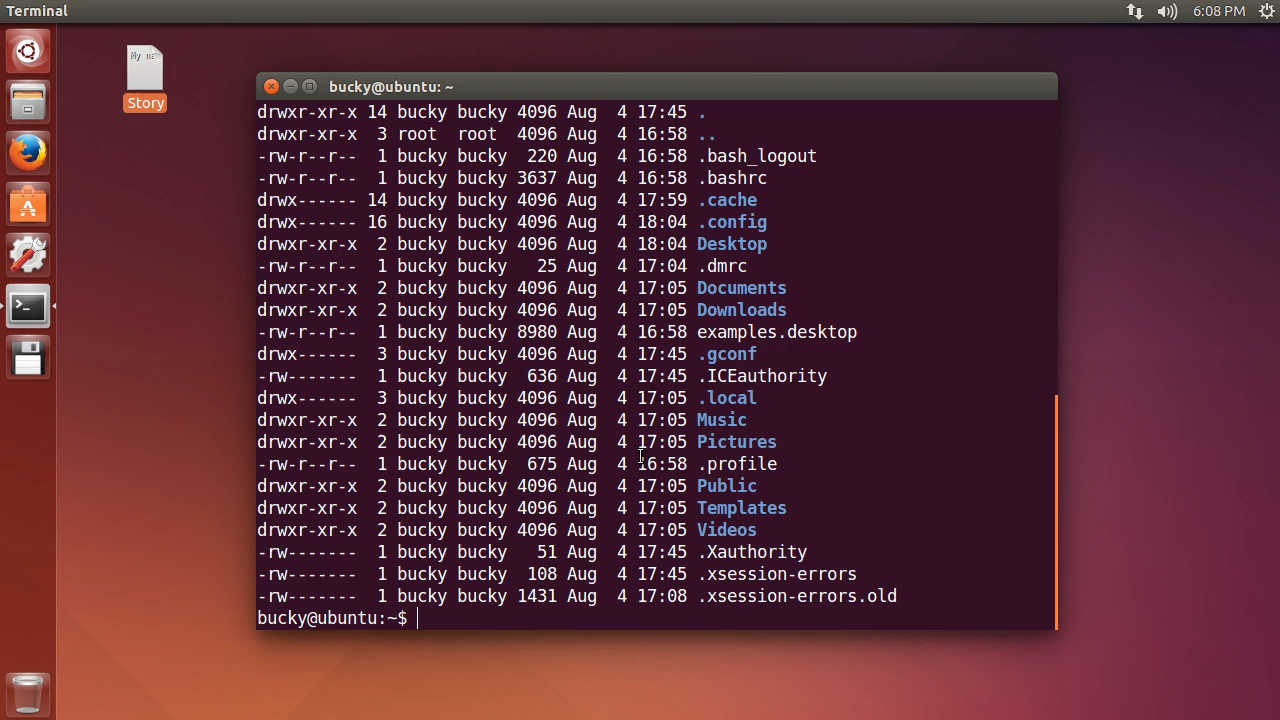 Terminal
6:08 PM
My na
Story
bucky@ubuntu: ~
drwxr-xr-x 14 bucky bucky 4096 Aug  4 17:45 .
drwxr-xr-x  3 root  root  4096 Aug  4 16:58 ..
-rw-r--r--  1 bucky bucky  220 Aug  4 16:58 .bash_logout
-rw-r--r--  1 bucky bucky 3637 Aug  4 16:58 .bashrc
drwx------ 14 bucky bucky 4096 Aug  4 17:59 .cache
drwx------ 16 bucky bucky 4096 Aug  4 18:04 .config
drwxr-xr-x  2 bucky bucky 4096 Aug  4 18:04 Desktop
-rw-r--r--  1 bucky bucky   25 Aug  4 17:04 .dmrc
drwxr-xr-x  2 bucky bucky 4096 Aug  4 17:05 Documents
drwxr-xr-x  2 bucky bucky 4096 Aug  4 17:05 Downloads
-rw-r--r--  1 bucky bucky 8980 Aug  4 16:58 examples.desktop
drwx------  3 bucky bucky 4096 Aug  4 17:45 .gconf
-rw-------  1 bucky bucky  636 Aug  4 17:45 .ICEauthority
drwx------  3 bucky bucky 4096 Aug  4 17:05 .local
drwxr-xr-x  2 bucky bucky 4096 Aug  4 17:05 Music
drwxr-xr-x  2 bucky bucky 4096 Aug  4 17:05 Pictures
-rw-r--r--  1 bucky bucky  675 Aug  4 16:58 .profile
drwxr-xr-x  2 bucky bucky 4096 Aug  4 17:05 Public
drwxr-xr-x  2 bucky bucky 4096 Aug  4 17:05 Templates
drwxr-xr-x  2 bucky bucky 4096 Aug  4 17:05 Videos
-rw-------  1 bucky bucky   51 Aug  4 17:45 .Xauthority
-rw-------  1 bucky bucky  108 Aug  4 17:45 .xsession-errors
-rw-------  1 bucky bucky 1431 Aug  4 17:08 .xsession-errors.old
bucky@ubuntu:~$